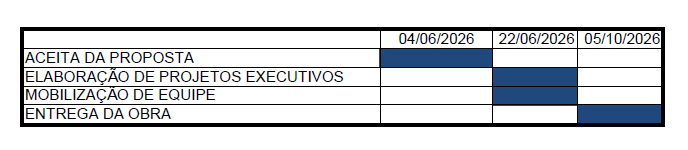 04/06/2026 22/06/2026 05/10/2026
ACEITA DA PROPOSTA
ELABORAÇÃO DE PROJETOS EXECUTIVOS
MOBILIZAÇÃO DE EQUIPE
ENTREGA DA OBRA